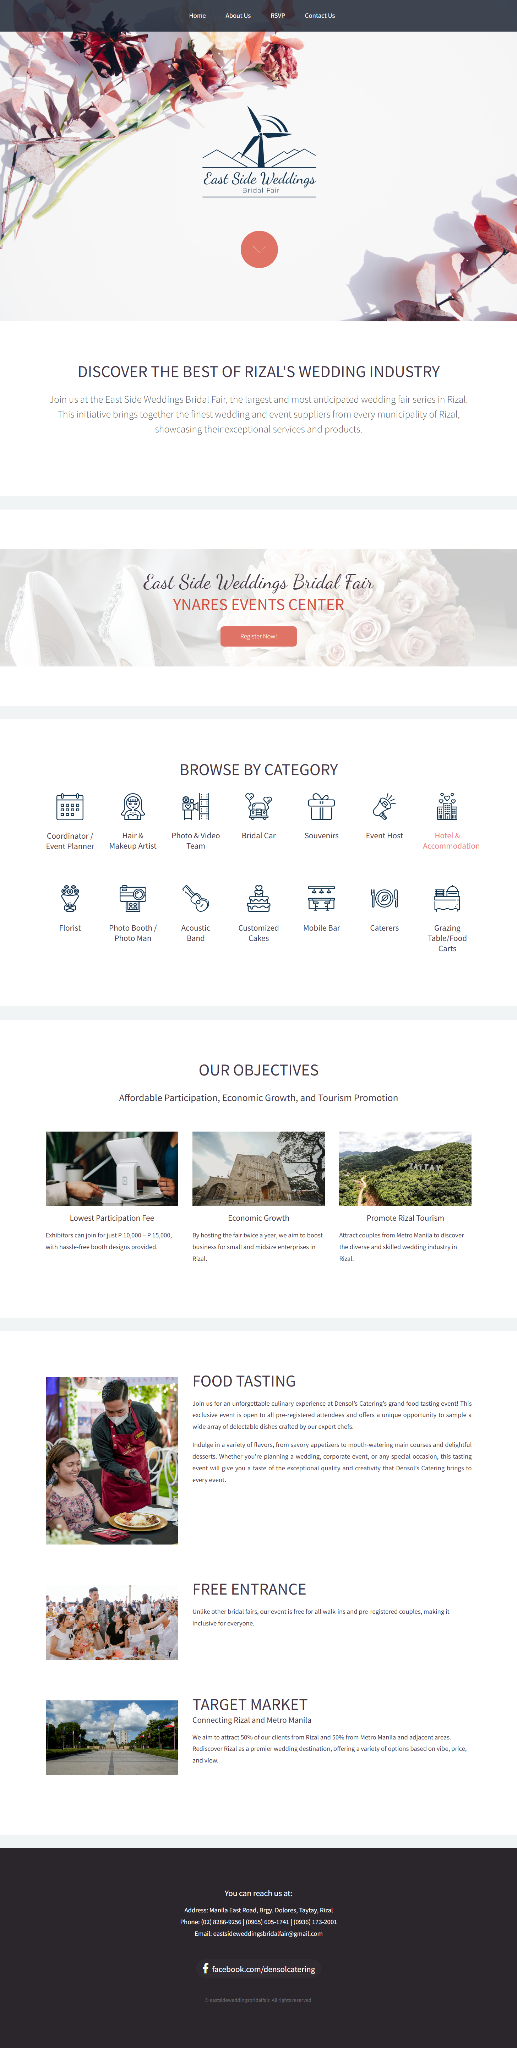 Home About Us RSVP Contact Us
East Side Weddings
Bridal Fair
DISCOVER THE BEST OF RIZAL'S WEDDING INDUSTRY
Join us at the East Side Weddings Bridal Fair, the largest and most anticipated wedding fair series in Rizal.
This initiative brings together the finest wedding and event suppliers from every municipality of Rizal,
showcasing their exceptional services and products.
East Side Weddings Bridal Fair
YNARES EVENTS CENTER
Register Now!
BROWSE BY CATEGORY
Coordinator /
Event Planner
Hair &
Makeup Artist
Photo & Video
Team
Bridal Car
Souvenirs
Event Host
Hotel &
Accommodation
Florist
Photo Booth /
Photo Man
Acoustic
Band
Customized
Cakes
Mobile Bar
Caterers
Grazing
Table/Food
Carts
OUR OBJECTIVES
Affordable Participation, Economic Growth, and Tourism Promotion
TAYTAY
Lowest Participation Fee
Exhibitors can join for just P 10,000 – P 15,000,
with hassle-free booth designs provided.
Economic Growth
By hosting the fair twice a year, we aim to boost
business for small and midsize enterprises in
Rizal.
Promote Rizal Tourism
Attract couples from Metro Manila to discover
the diverse and skilled wedding industry in
Rizal.
FOOD TASTING
Join us for an unforgettable culinary experience at Densol's Catering's grand food tasting event! This
exclusive event is open to all pre-registered attendees and offers a unique opportunity to sample a
wide array of delectable dishes crafted by our expert chefs.
Indulge in a variety of flavors, from savory appetizers to mouth-watering main courses and delightful
desserts. Whether you're planning a wedding, corporate event, or any special occasion, this tasting
event will give you a taste of the exceptional quality and creativity that Densol's Catering brings to
every event.
FREE ENTRANCE
Unlike other bridal fairs, our event is free for all walk-ins and pre-registered couples, making it
inclusive for everyone.
TARGET MARKET
Connecting Rizal and Metro Manila
We aim to attract 50% of our clients from Rizal and 50% from Metro Manila and adjacent areas.
Rediscover Rizal as a premier wedding destination, offering a variety of options based on vibe, price,
and view.
You can reach us at:
Address: Manila East Road, Brgy. Dolores, Taytay, Rizal
Phone: (02) 8286-9256 | (0965) 605-1741 | (0936) 173-2001
Email: eastsideweddingsbridalfair@gmail.com
facebook.com/densolcatering
© eastsideweddingsbridalfair. All rights reserved